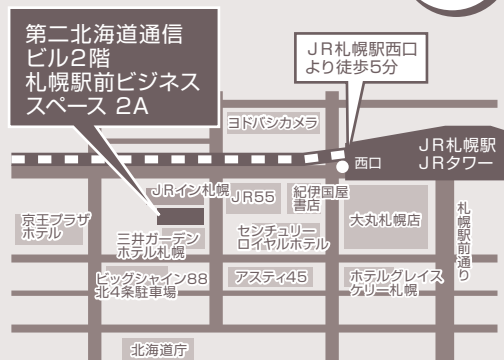 第二北海道通信
ビル2階
札幌駅前ビジネス
スペース 2A
JR札幌駅西口
より徒歩5分
ヨドバシカメラ
JR札幌駅
JRタワー
西口
JRイン札幌
JR55
紀伊国屋
書店
大丸札幌店
札幌駅前通り
京王プラザ
ホテル
三井ガーデン
ホテル札幌
センチュリー
ロイヤルホテル
ビッグシャイン88
北4条駐車場
アスティ45
ホテルグレイス
ケリー札幌
北海道庁